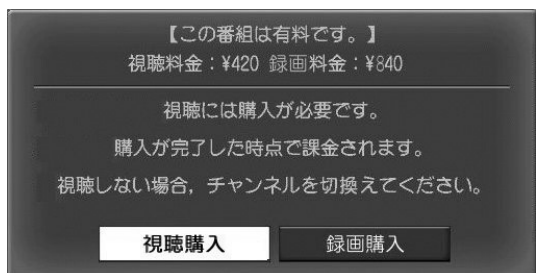 【この番組は有料です。】
視聴料金：¥420 録画料金：¥840
視聴には購入が必要です。
購入が完了した時点で課金されます。
視聴しない場合，チャンネルを切換えてください。
視聴購入 録画購入